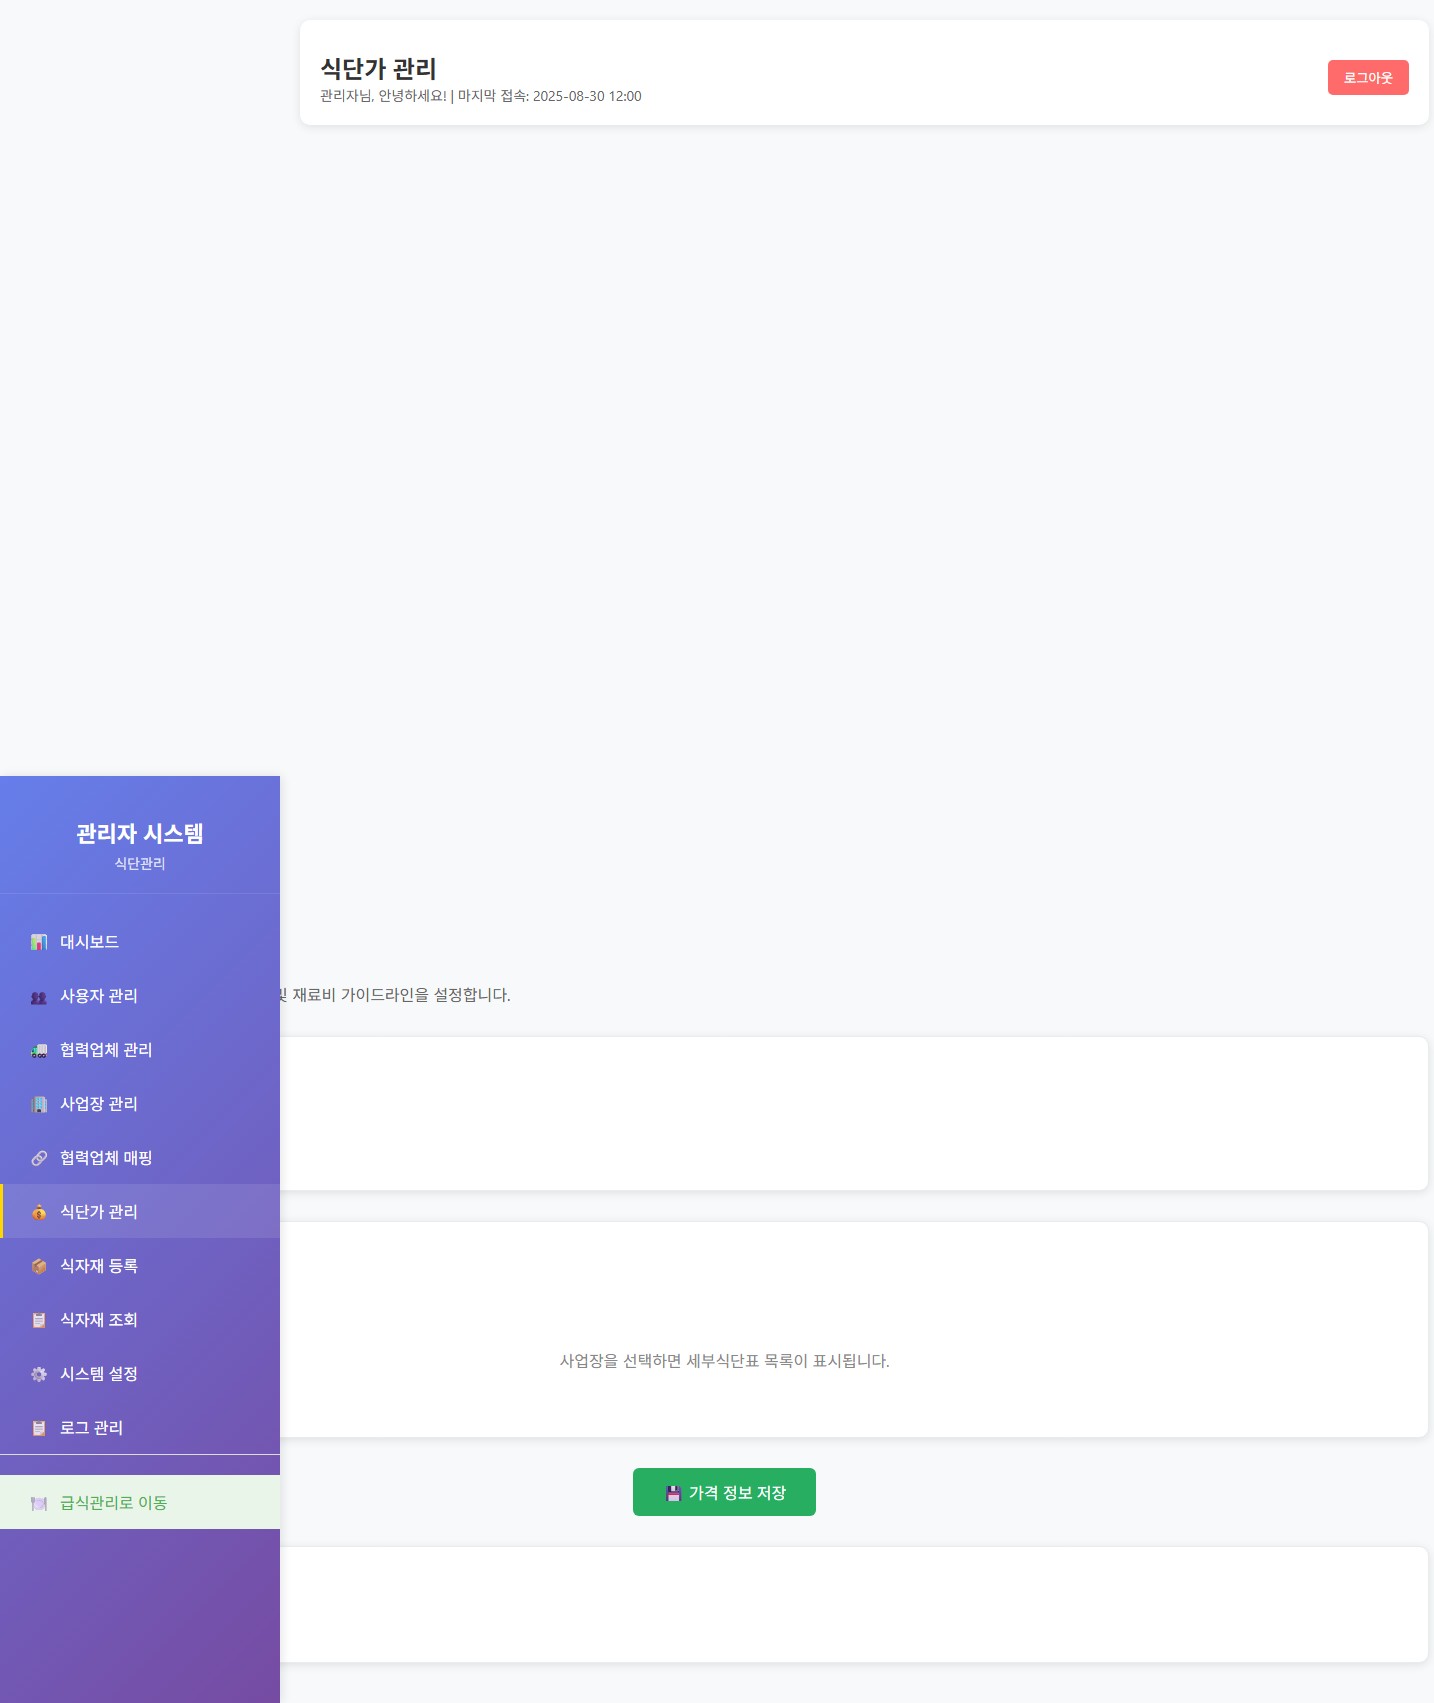 식단가 관리
관리자님, 안녕하세요! | 마지막 접속: 2025-08-30 12:00
로그아웃
관리자 시스템
식단관리
대시보드
사용자 관리
협력업체 관리
사업장 관리
협력업체 매핑
식단가 관리
식자재 등록
식자재 조회
시스템 설정
로그 관리
급식관리로 이동
및 재료비 가이드라인을 설정합니다.
사업장을 선택하면 세부식단표 목록이 표시됩니다.
가격 정보 저장